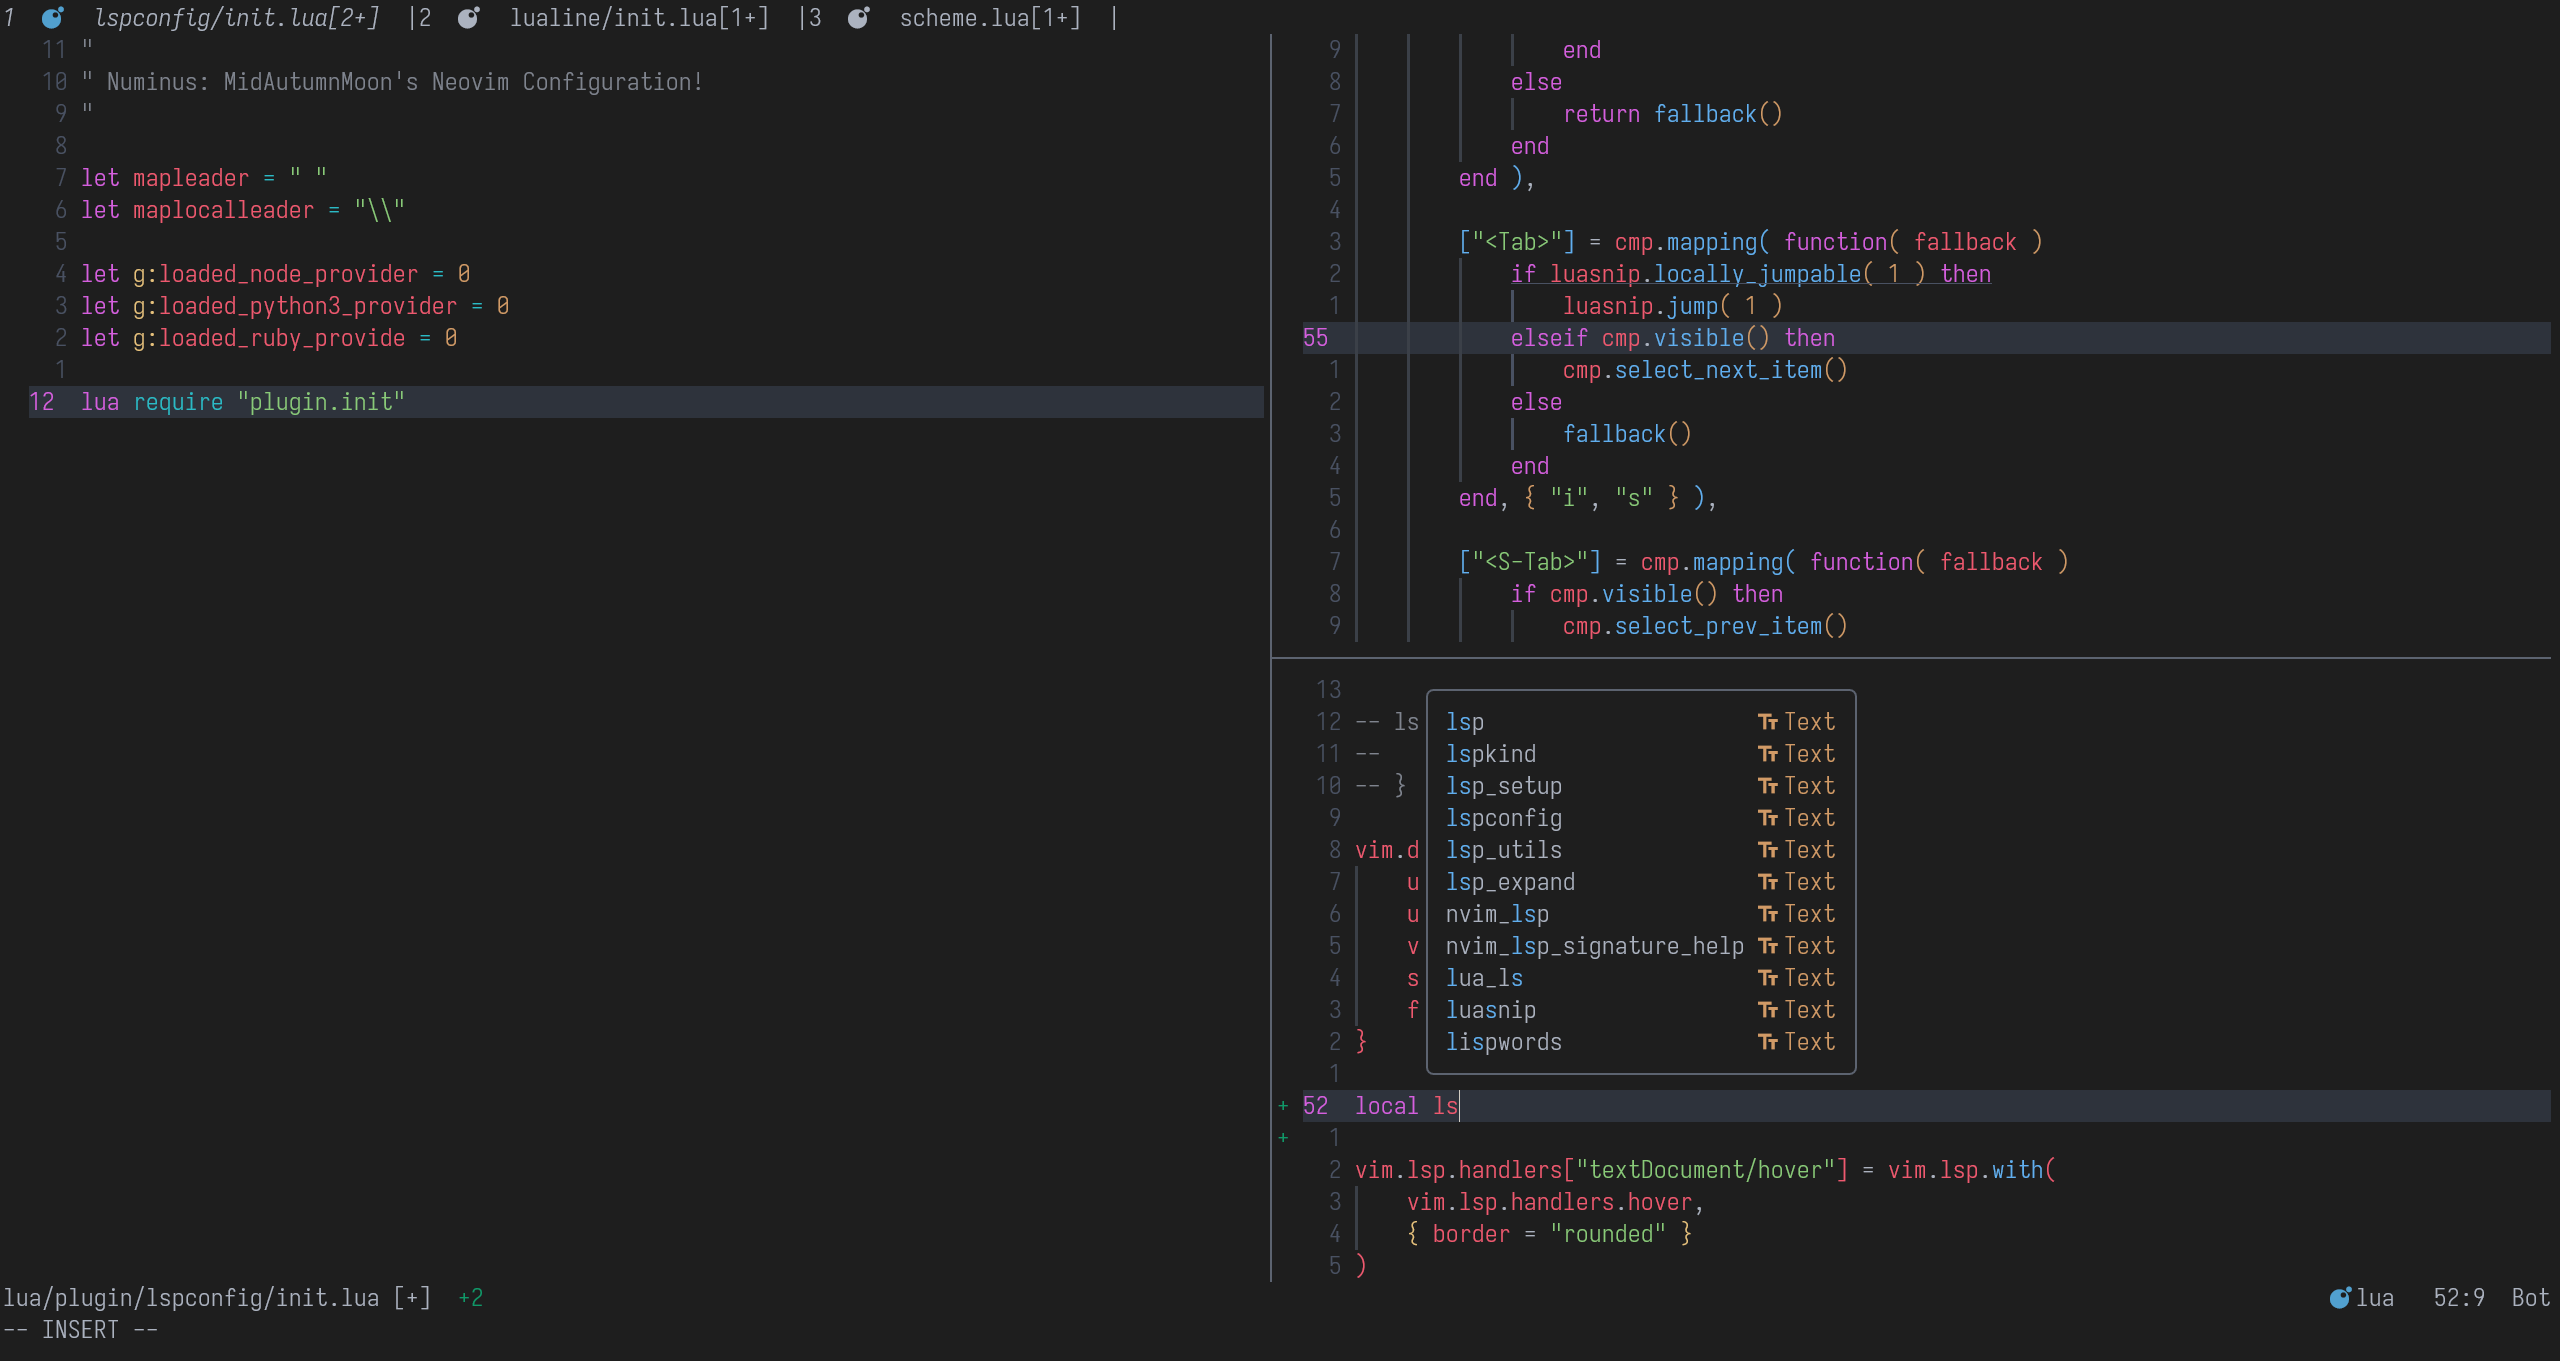 1 lspconfig/init.lua[2+] |2 lualine/init.lua[1+] |3 scheme.lua[1+] |
11 "
10 " Numinus: MidAutumnMoon's Neovim Configuration!
9 "
8
7 let mapleader = " "
6 let maplocalleader = "\\"
5
4 let g:loaded_node_provider = 0
3 let g:loaded_python3_provider = 0
2 let g:loaded_ruby_provide = 0
1
12 lua require "plugin.init"
9 end
8 else
7 return fallback()
6 end
5 end ),
4
3 ["<Tab>"] = cmp.mapping( function( fallback )
2 if luasnip.locally_jumpable( 1 ) then
1 luasnip.jump( 1 )
55 elseif cmp.visible() then
1 cmp.select_next_item()
2 else
3 fallback()
4 end
5 end, { "i", "s" } ),
6
7 ["<S-Tab>"] = cmp.mapping( function( fallback )
8 if cmp.visible() then
9 cmp.select_prev_item()
13
12 -- ls
11 --
10 -- }
9
8 vim.d
7 u
6 u
5 v
4 s
3 f
2 }
1
lsp Text
lspkind Text
lsp_setup Text
lspconfig Text
lsp_utils Text
lsp_expand Text
nvim_lsp Text
nvim_lsp_signature_help Text
lua_ls Text
luasnip Text
lispwords Text
+ 52 local ls
+ 1
2 vim.lsp.handlers["textDocument/hover"] = vim.lsp.with(
3 vim.lsp.handlers.hover,
4 { border = "rounded" }
5 )
lua/plugin/lspconfig/init.lua [+] +2 lua 52:9 Bot
-- INSERT --